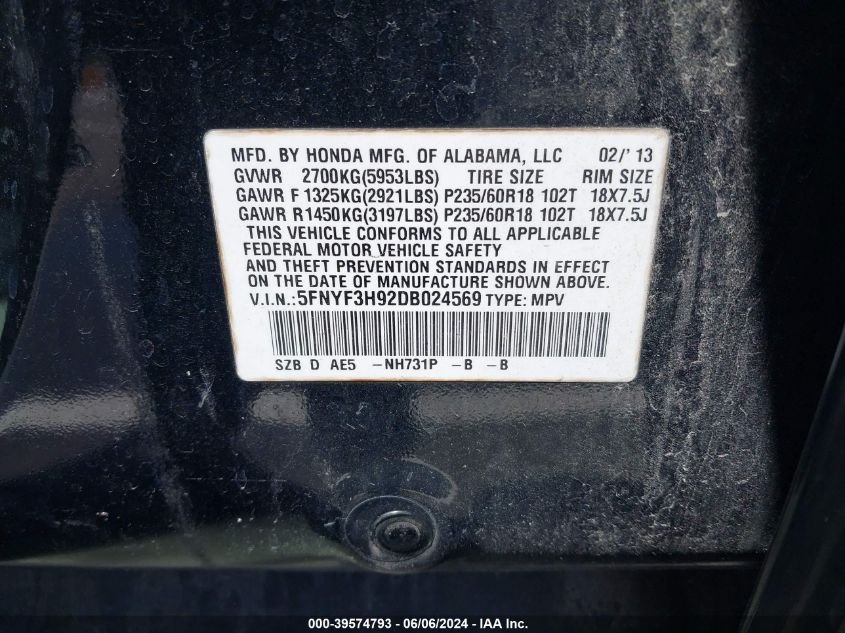 MFD. BY HONDA MFG. OF ALABAMA, LLC 02/'13
GVWR 2700KG(5953LBS) TIRE SIZE RIM SIZE
GAWR F 1325KG(2921LBS) P235/60R18 102T 18X7.5J
GAWR R1450KG(3197LBS) P235/60R18 102T 18X7.5J
THIS VEHICLE CONFORMS TO ALL APPLICABLE
FEDERAL MOTOR VEHICLE SAFETY
AND THEFT PREVENTION STANDARDS IN EFFECT
ON THE DATE OF MANUFACTURE SHOWN ABOVE.
V.I.N.:5FNYF3H92DB024569 TYPE: MPV
SZB D AE5 -NH731P -B -B
000-39574793 - 06/06/2024 - IAA Inc.